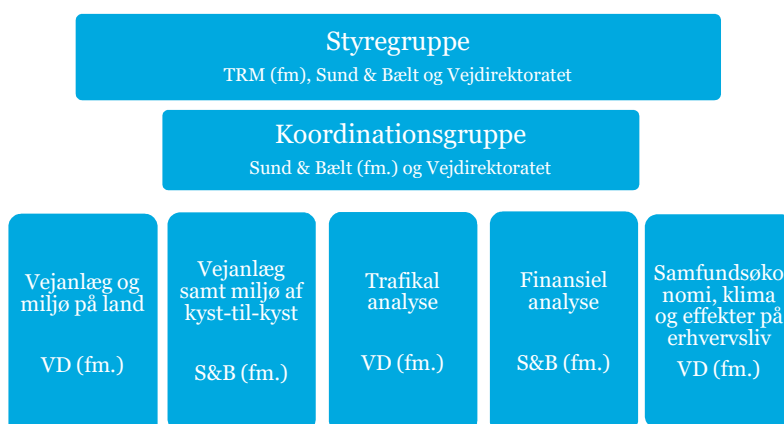 Styregruppe
TRM (fm), Sund & Bælt og Vejdirektoratet
Koordinationsgruppe
Sund & Bælt (fm.) og Vejdirektoratet
Vejanlæg og
miljø på land
VD (fm.)
Vejanlæg
samt miljø af
kyst-til-kyst
S&B (fm.)
Trafikal
analyse
VD (fm.)
Finansiel
analyse
S&B (fm.)
Samfundsøko
nomi, klima
og effekter på
erhvervsliv
VD (fm.)